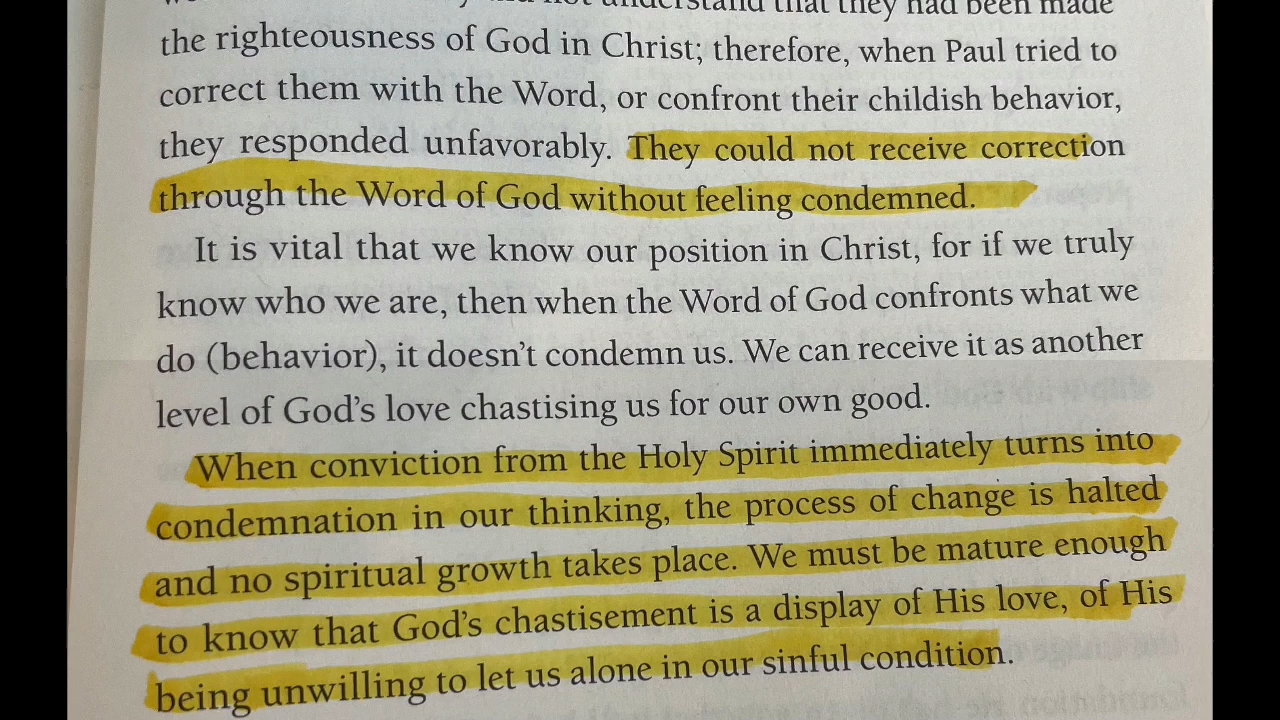 not understand that they had been made
the righteousness of God in Christ; therefore, when Paul tried to
correct them with the Word, or confront their childish behavior,
they responded unfavorably. They could not receive correction
through the Word of God without feeling condemned.
It is vital that we know our position in Christ, for if we truly
know who we are, then when the Word of God confronts what we
do (behavior), it doesn't condemn us. We can receive it as another
level of God's love chastising us for our own good.
When conviction from the Holy Spirit immediately turns into
condemnation in our thinking, the process of change is halted
and no spiritual growth takes place. We must be mature enough
to know that God's chastisement is a display of His love, of His
being unwilling to let us alone in our sinful condition.